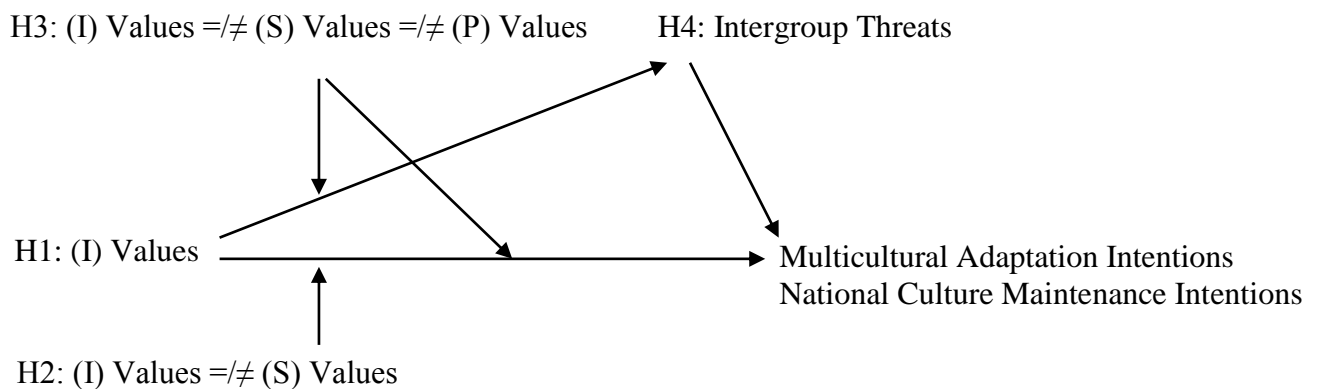 H3: (I) Values =/≠ (S) Values =/≠ (P) Values
H4: Intergroup Threats
H1: (I) Values
Multicultural Adaptation Intentions
National Culture Maintenance Intentions
H2: (I) Values =/≠ (S) Values